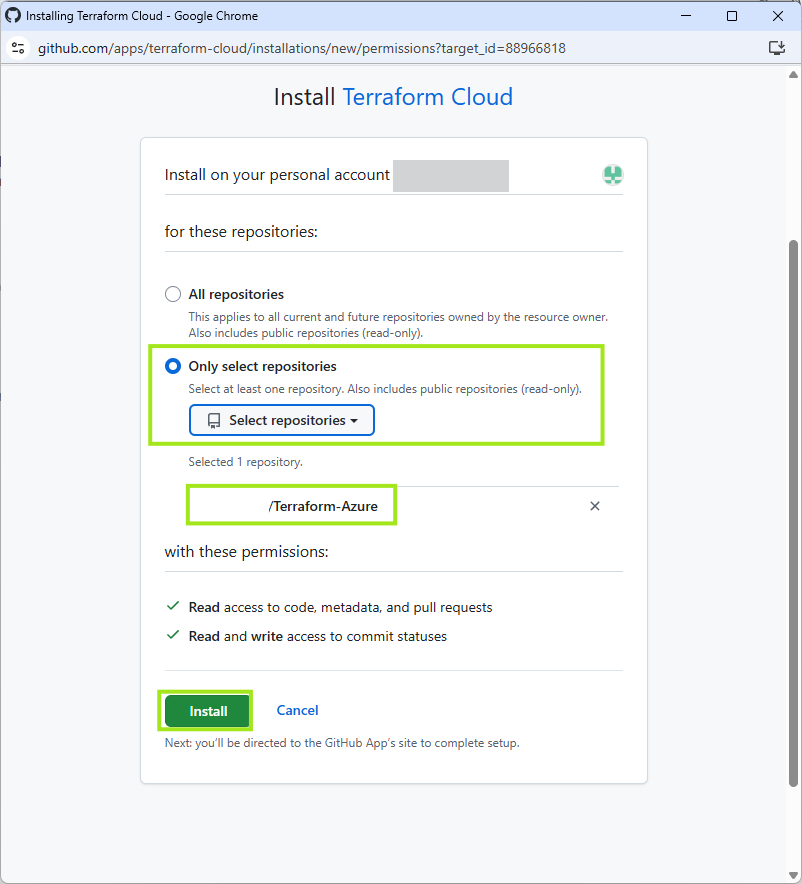 Installing Terraform Cloud - Google Chrome
github.com/apps/terraform-cloud/installations/new/permissions?target_id=88966818
Install Terraform Cloud
Install on your personal account
for these repositories:
All repositories
This applies to all current and future repositories owned by the resource owner.
Also includes public repositories (read-only).
Only select repositories
Select at least one repository. Also includes public repositories (read-only).
Select repositories
Selected 1 repository.
/Terraform-Azure
with these permissions:
Read access to code, metadata, and pull requests
Read and write access to commit statuses
Install Cancel
Next: you’ll be directed to the GitHub App’s site to complete setup.